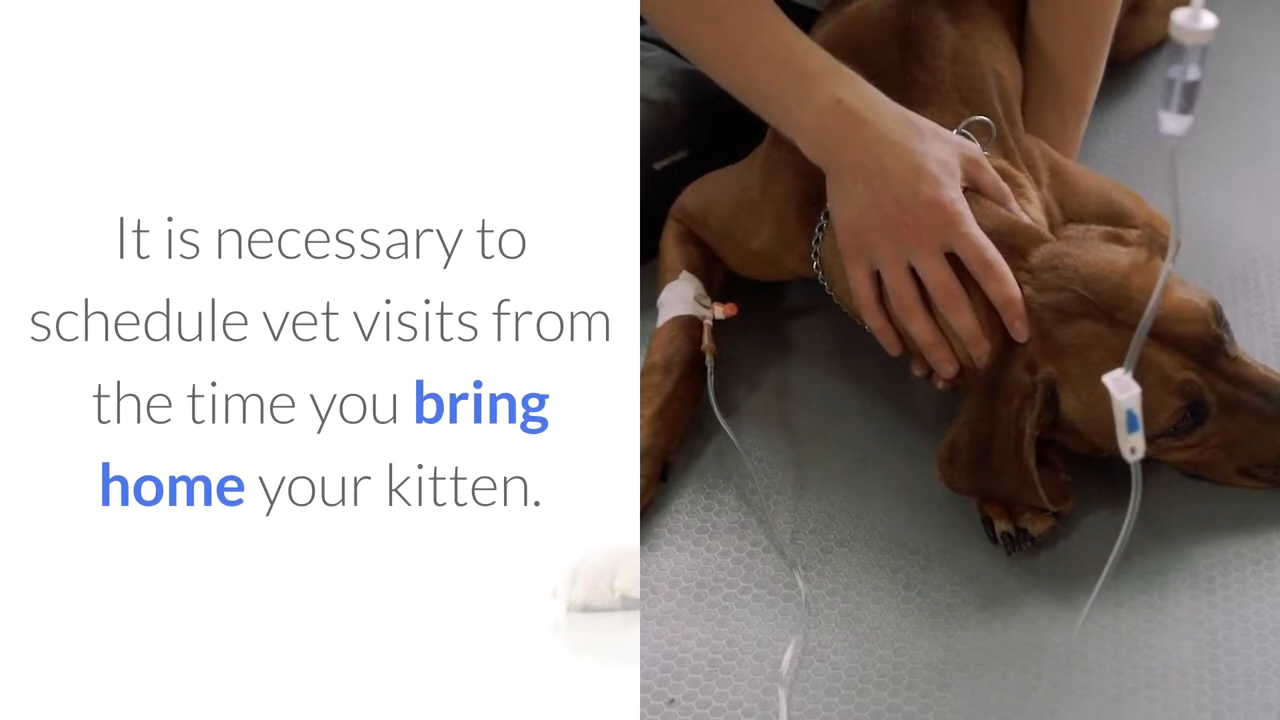 It is necessary to
schedule vet visits from
the time you bring
home your kitten.